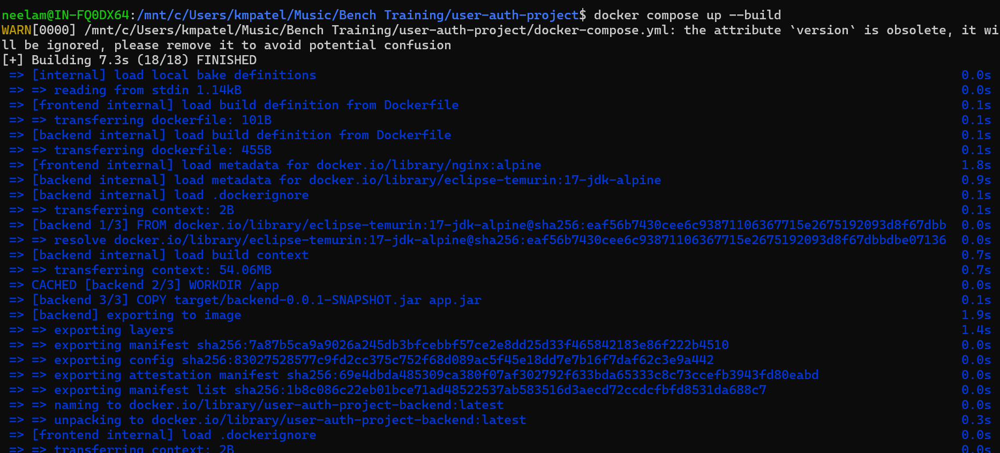 neelam@IN-FQ0DX64:/mnt/c/Users/kmpatel/Music/Bench Training/user-auth-project$ docker compose up --build
WARN[0000] /mnt/c/Users/kmpatel/Music/Bench Training/user-auth-project/docker-compose.yml: the attribute `version` is obsolete, it wi
ll be ignored, please remove it to avoid potential confusion
[+] Building 7.3s (18/18) FINISHED
=> [internal] load local bake definitions 0.0s
=> => reading from stdin 1.14kB 0.0s
=> [frontend internal] load build definition from Dockerfile 0.1s
=> => transferring dockerfile: 101B 0.1s
=> [backend internal] load build definition from Dockerfile 0.1s
=> => transferring dockerfile: 455B 0.1s
=> [frontend internal] load metadata for docker.io/library/nginx:alpine 1.8s
=> [backend internal] load metadata for docker.io/library/eclipse-temurin:17-jdk-alpine 0.9s
=> [backend internal] load .dockerignore 0.1s
=> => transferring context: 2B 0.1s
=> [backend 1/3] FROM docker.io/library/eclipse-temurin:17-jdk-alpine@sha256:eaf56b7430cee6c93871106367715e2675192093d8f67dbb 0.0s
=> => resolve docker.io/library/eclipse-temurin:17-jdk-alpine@sha256:eaf56b7430cee6c93871106367715e2675192093d8f67dbbdbe07136 0.0s
=> [backend internal] load build context 0.7s
=> => transferring context: 54.06MB 0.7s
=> CACHED [backend 2/3] WORKDIR /app 0.0s
=> [backend 3/3] COPY target/backend-0.0.1-SNAPSHOT.jar app.jar 0.1s
=> [backend] exporting to image 1.9s
=> => exporting layers 1.4s
=> => exporting manifest sha256:7a87b5ca9a9026a245db3bfcebbf57ce2e8dd25d33f465842183e86f222b4510 0.0s
=> => exporting config sha256:83027528577c9fd2cc375c752f68d089ac5f45e18dd7e7b16f7daf62c3e9a442 0.0s
=> => exporting attestation manifest sha256:69e4dbda485309ca380f07af302792f633bda65333c8c73ccefb3943fd80eabd 0.0s
=> => exporting manifest list sha256:1b8c086c22eb01bce71ad48522537ab583516d3aecd72ccdcfbfd8531da688c7 0.0s
=> => naming to docker.io/library/user-auth-project-backend:latest 0.0s
=> => unpacking to docker.io/library/user-auth-project-backend:latest 0.3s
=> [frontend internal] load .dockerignore 0.0s
=> => transferring context: 2B 0.0s